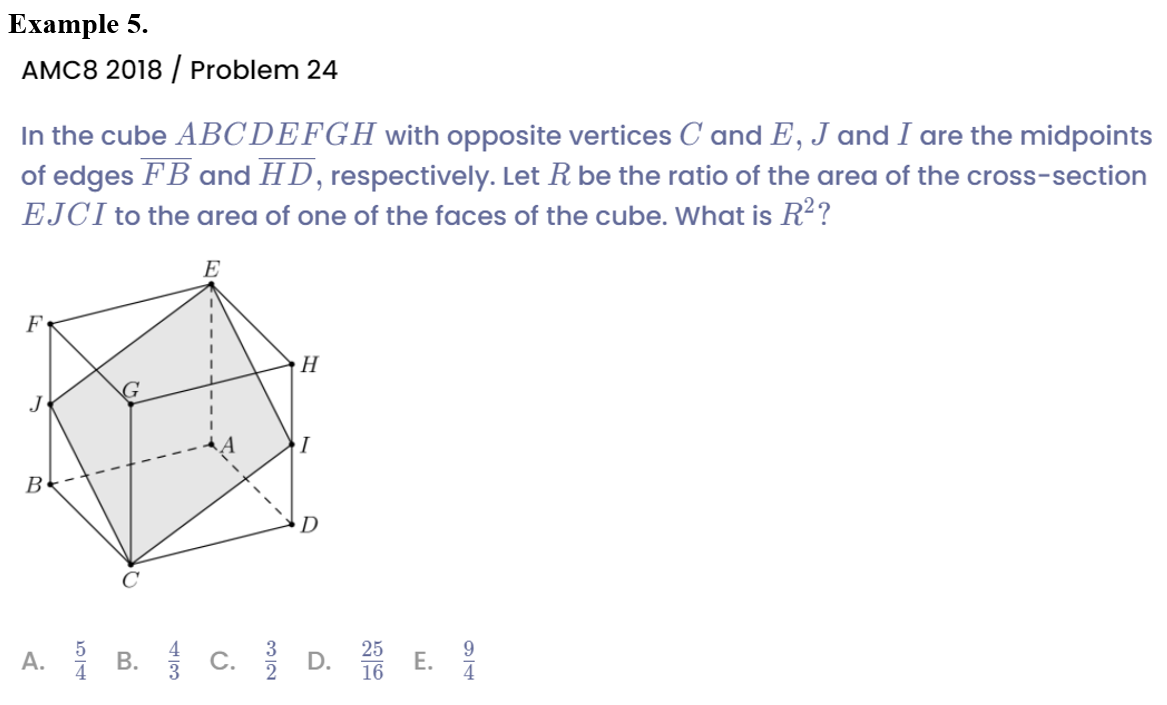 Example 5.
AMC8 2018 / Problem 24
In the cube ABCDEFGH with opposite vertices C and E, J and I are the midpoints
of edges \overline{FB} and \overline{HD}, respectively. Let R be the ratio of the area of the cross-section
EJCI to the area of one of the faces of the cube. What is R²?
E
F
H
G
J
A
I
B
D
C
A. 5/4 B. 4/3 C. 3/2 D. 25/16 E. 9/4